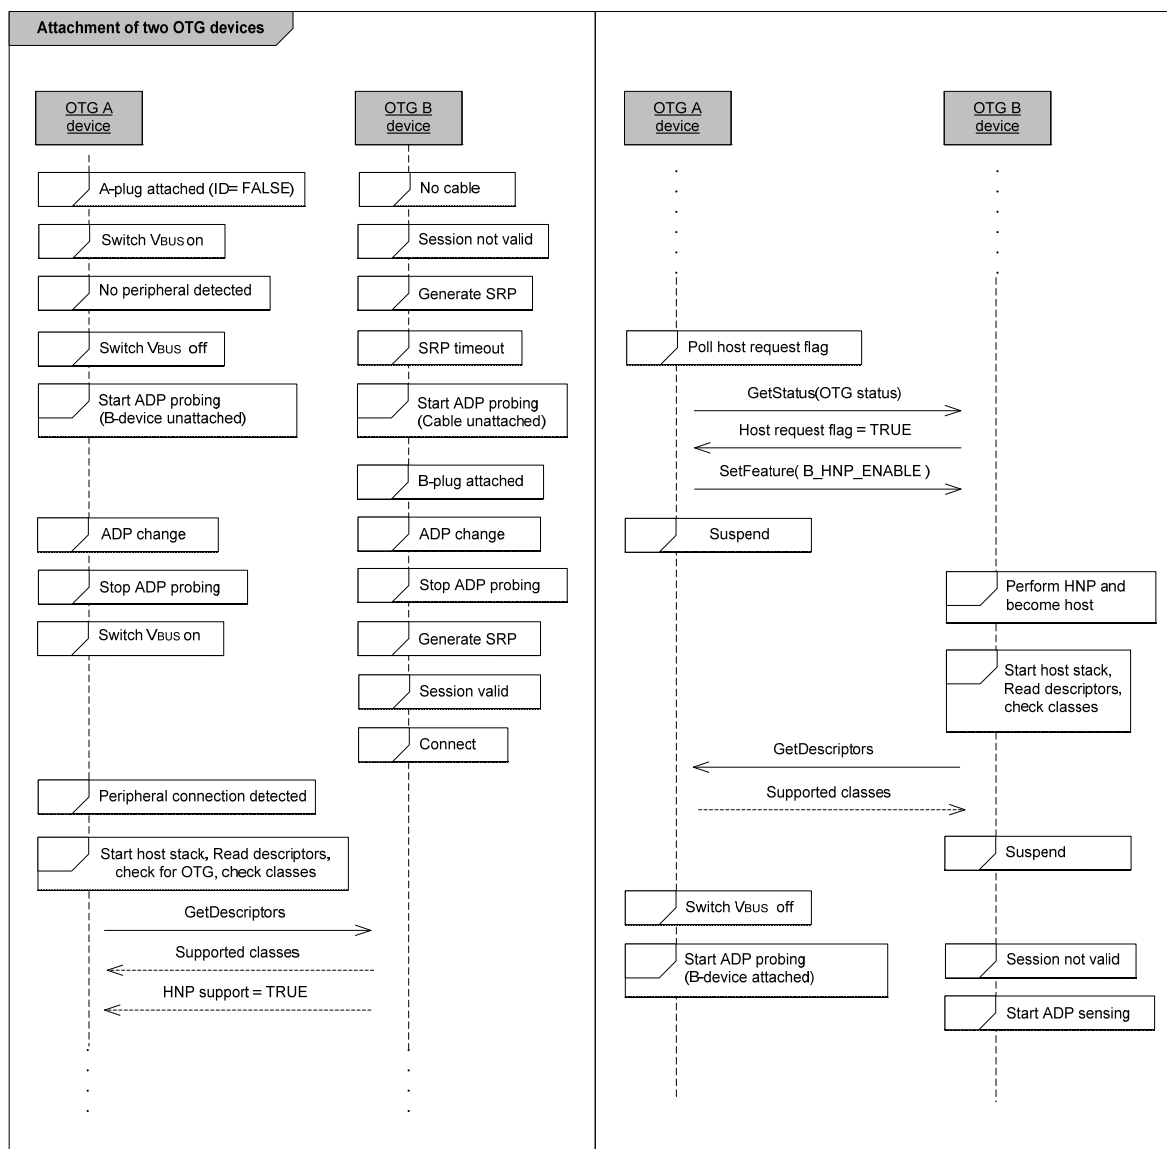 Attachment of two OTG devices
OTG A
device
OTG B
device
A-plug attached (ID= FALSE)
No cable
Switch VBUS on
Session not valid
No peripheral detected
Generate SRP
Switch VBUS off
SRP timeout
Start ADP probing
(B-device unattached)
Start ADP probing
(Cable unattached)
B-plug attached
ADP change
ADP change
Stop ADP probing
Stop ADP probing
Switch VBUS on
Generate SRP
Session valid
Connect
Peripheral connection detected
Start host stack, Read descriptors,
check for OTG, check classes
GetDescriptors
Supported classes
HNP support = TRUE
OTG A
device
OTG B
device
Poll host request flag
GetStatus(OTG status)
Host request flag = TRUE
SetFeature( B_HNP_ENABLE )
Suspend
Perform HNP and
become host
Start host stack,
Read descriptors,
check classes
GetDescriptors
Supported classes
Suspend
Switch VBUS off
Start ADP probing
(B-device attached)
Session not valid
Start ADP sensing